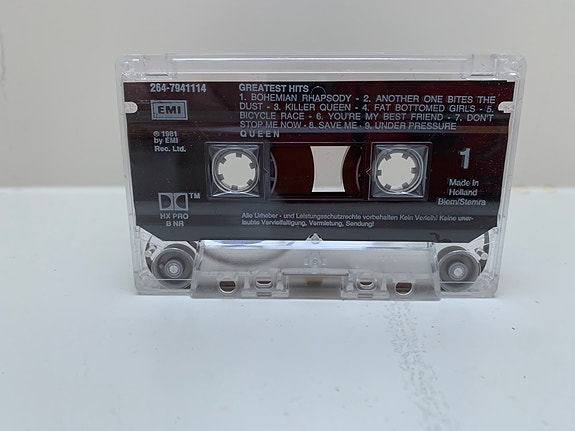 264-7941114
GREATEST HITS
1. BOHEMIAN RHAPSODY - 2. ANOTHER ONE BITES THE
DUST - 3. KILLER QUEEN - 4. FAT BOTTOMED GIRLS - 5.
BICYCLE RACE - 6. YOU'RE MY BEST FRIEND - 7. DON'T
STOP ME NOW - 8. SAVE ME - 9. UNDER PRESSURE
QUEEN
EMI
℗ 1981
by EMI
Rec. Ltd.
1
Made in
Holland
Biem/Stemra
TM
HX PRO
B NR
Alle Urheber - und Leistungsschutzrechte vorbehalten Kein Verleih! Keine uner-
laubte Vervielfältigung, Vermietung, Sendung!